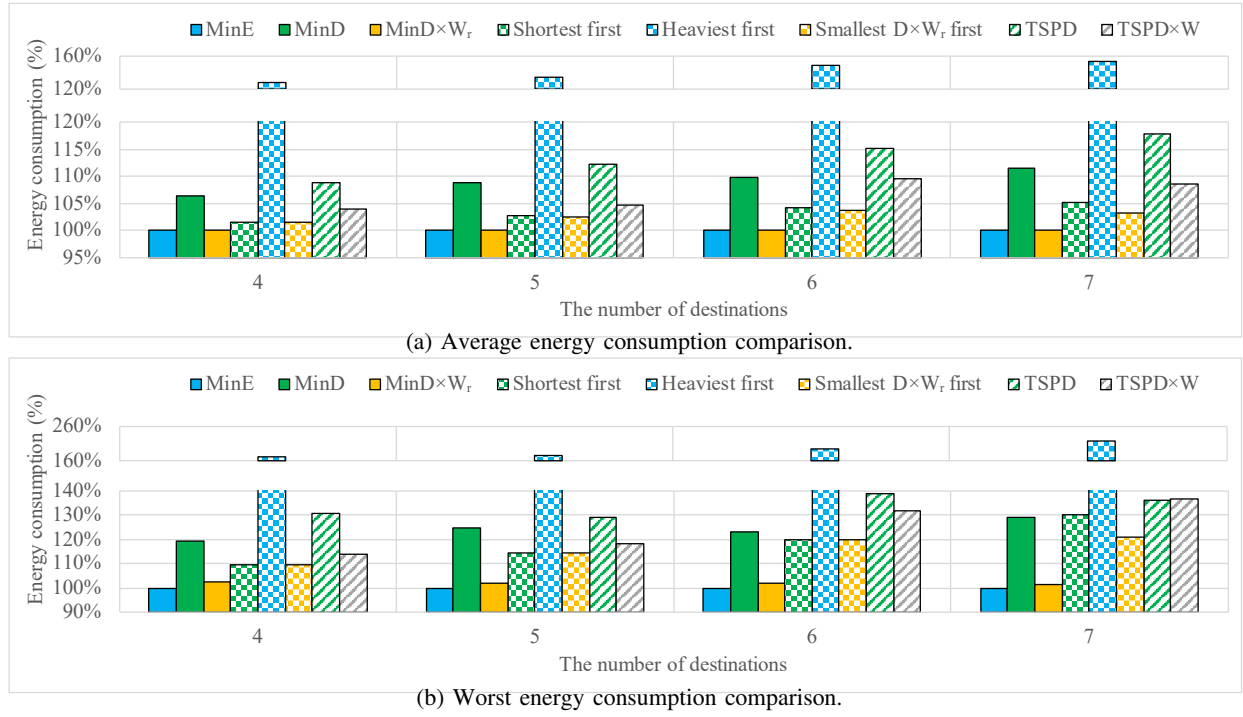 MinE MinD MinD×Wᵣ Shortest first Heaviest first Smallest D×Wᵣ first TSPD TSPD×W
Energy consumption (%)
160%
120%
120%
115%
110%
105%
100%
95%
4 5 6 7
The number of destinations
(a) Average energy consumption comparison.
MinE MinD MinD×Wᵣ Shortest first Heaviest first Smallest D×Wᵣ first TSPD TSPD×W
Energy consumption (%)
260%
160%
140%
130%
120%
110%
100%
90%
4 5 6 7
The number of destinations
(b) Worst energy consumption comparison.